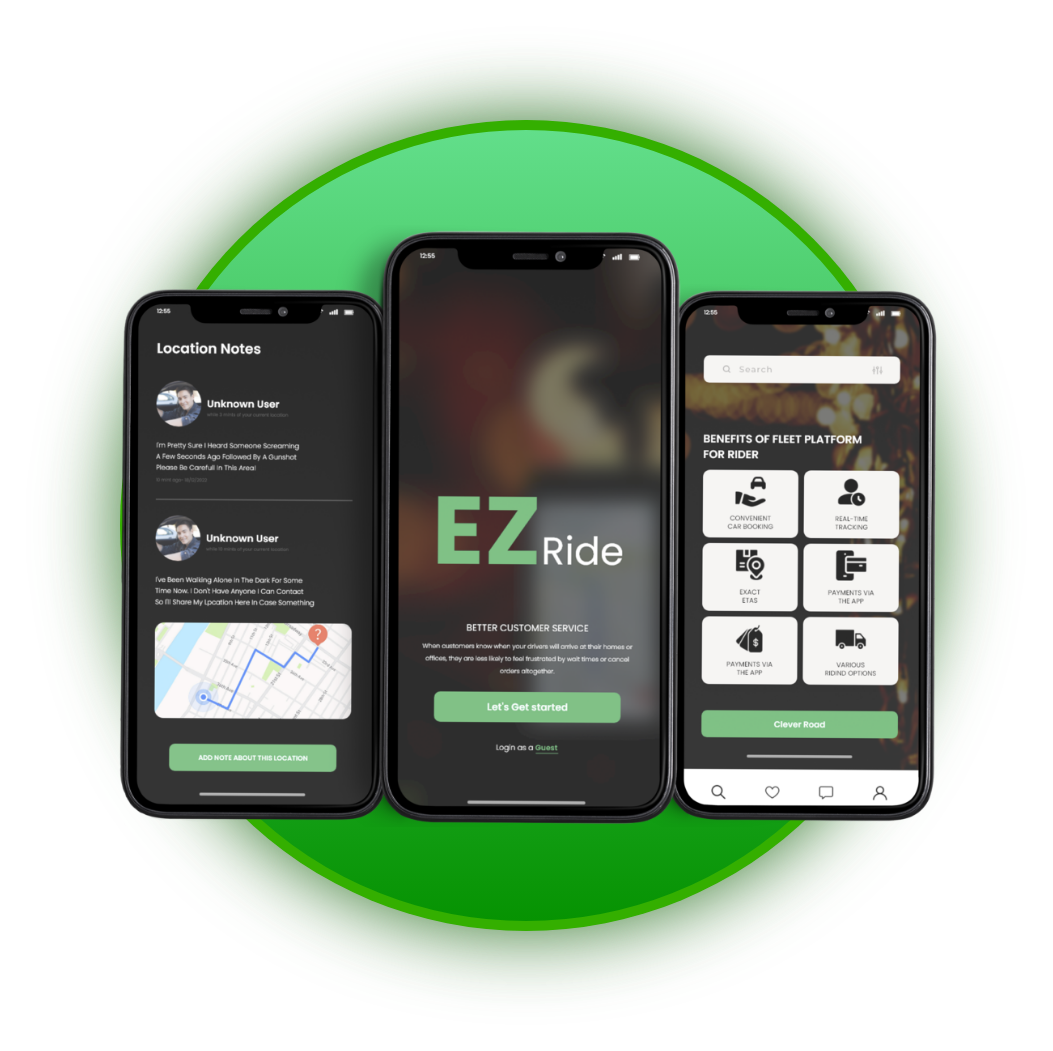 12:55
Location Notes
Unknown User
I'm Pretty Sure I Heard Someone Screaming
A Few Seconds Ago Followed By A Gunshot
Please Be Carefull In This Area!
Unknown User
I've Been Walking Alone In The Dark For Some
Time Now. I Don't Have Anyone I Can Contact
So I'll Share My Lpcation Here In Case Something
?
ADD NOTE ABOUT THIS LOCATION
12:55
EZ Ride
BETTER CUSTOMER SERVICE
When customers know when your drivers will arrive at their homes or
offices, they are less likely to feel frustrated by wait times or cancel
orders altogether.
Let's Get started
Login as a Guest
12:55
Search
BENEFITS OF FLEET PLATFORM
FOR RIDER
CONVENIENT
CAR BOOKING
REAL-TIME
TRACKING
EXACT
ETAS
PAYMENTS VIA
THE APP
$
PAYMENTS VIA
THE APP
VARIOUS
RIDIND OPTIONS
Clever Road